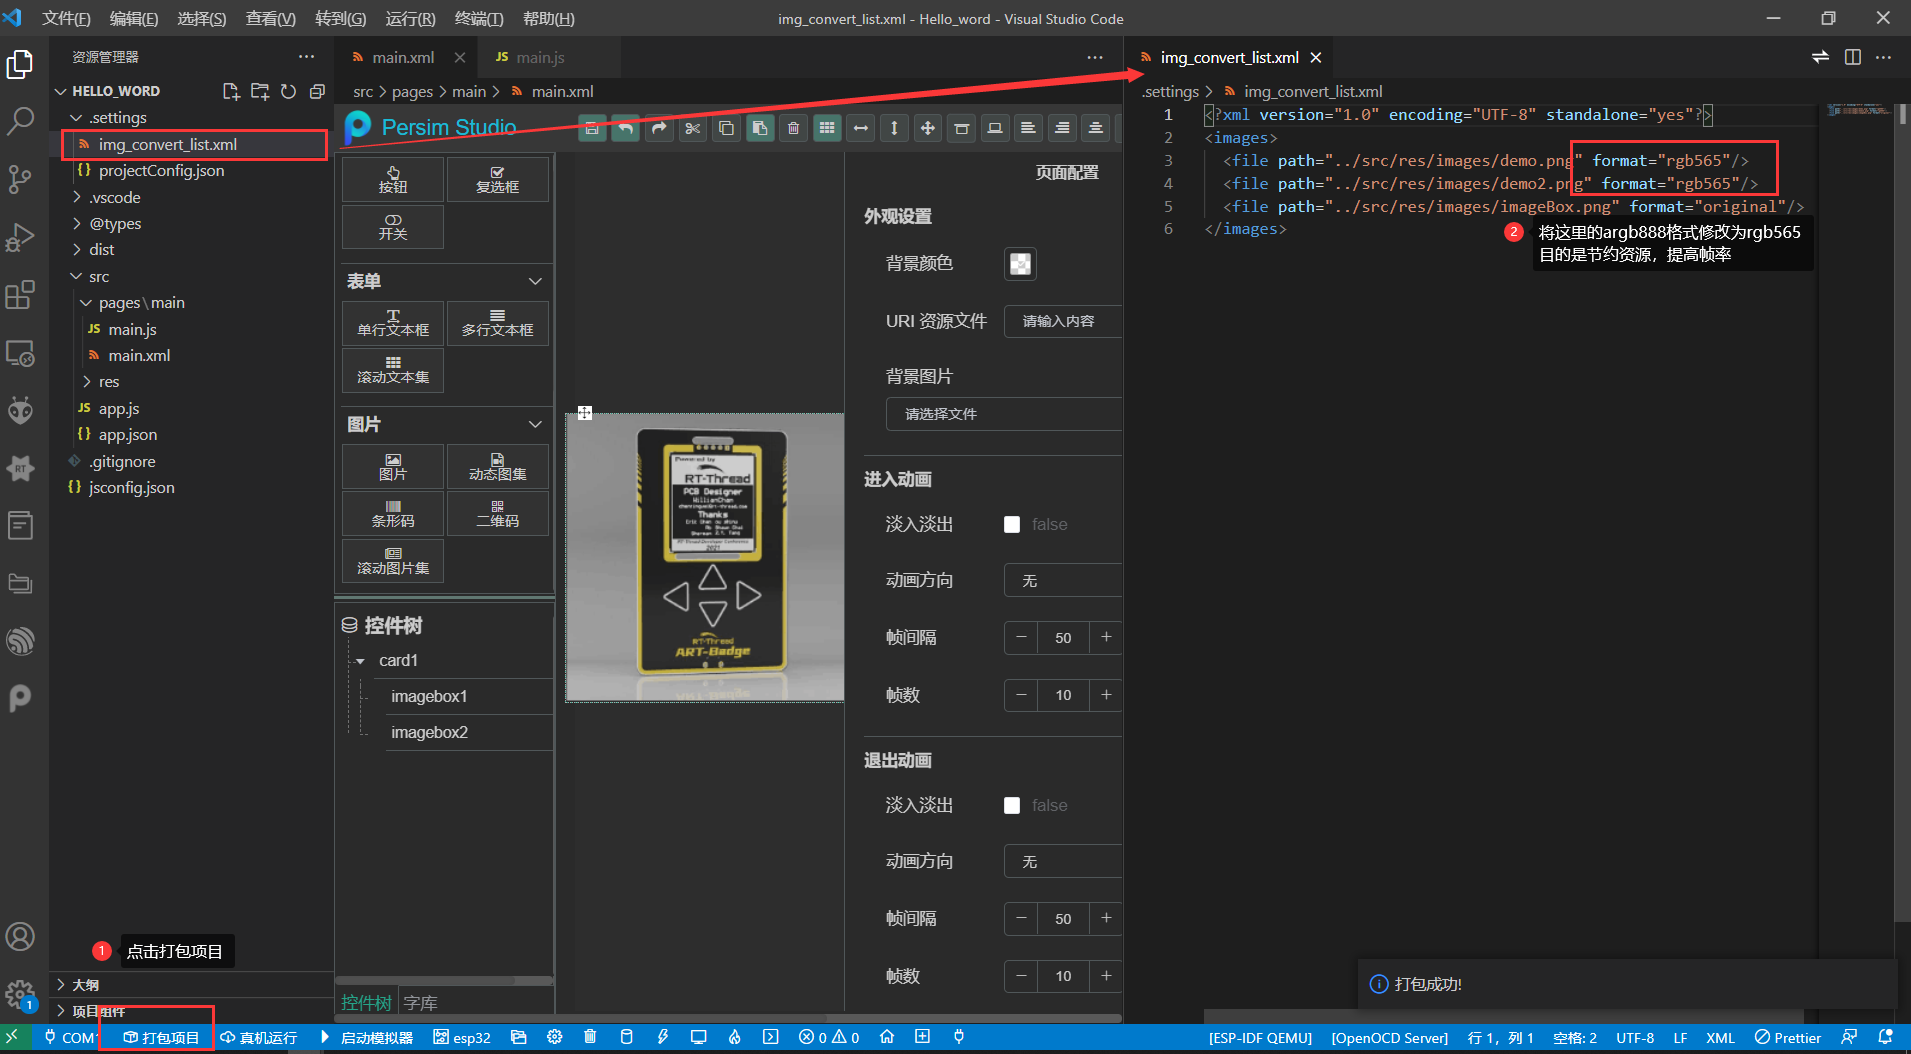 文件(F) 编辑(E) 选择(S) 查看(V) 转到(G) 运行(R) 终端(T) 帮助(H)
img_convert_list.xml - Hello_word - Visual Studio Code
资源管理器
HELLO_WORD
.settings
img_convert_list.xml
projectConfig.json
.vscode
@types
dist
src
pages\main
JS main.js
main.xml
res
JS app.js
{} app.json
.gitignore
{} jsconfig.json
1 点击打包项目
大纲
项目组件
main.xml
JS main.js
src > pages > main > main.xml
Persim Studio
按钮
复选框
开关
表单
单行文本框
多行文本框
滚动文本集
图片
图片
动态图集
条形码
二维码
滚动图片集
控件树
card1
imagebox1
imagebox2
控件树 字库
Powered by
RT-Thread
PCB Designer
WillianChan
Thanks
2021
RT-Thread
ART-Badge
页面配置
外观设置
背景颜色
URI 资源文件 请输入内容
背景图片
请选择文件
进入动画
淡入淡出 false
动画方向 无
帧间隔 − 50 +
帧数 − 10 +
退出动画
淡入淡出 false
动画方向 无
帧间隔 − 50 +
帧数 − 10 +
img_convert_list.xml
.settings > img_convert_list.xml
1 <?xml version="1.0" encoding="UTF-8" standalone="yes"?>
2 <images>
3 <file path="../src/res/images/demo.png" format="rgb565"/>
4 <file path="../src/res/images/demo2.png" format="rgb565"/>
5 <file path="../src/res/images/imageBox.png" format="original"/>
6 </images>
2 将这里的argb888格式修改为rgb565
目的是节约资源，提高帧率
打包成功!
1
COM 打包项目 真机运行 启动模拟器 esp32 0 0 [ESP-IDF QEMU] [OpenOCD Server] 行 1，列 1 空格: 2 UTF-8 LF XML Prettier